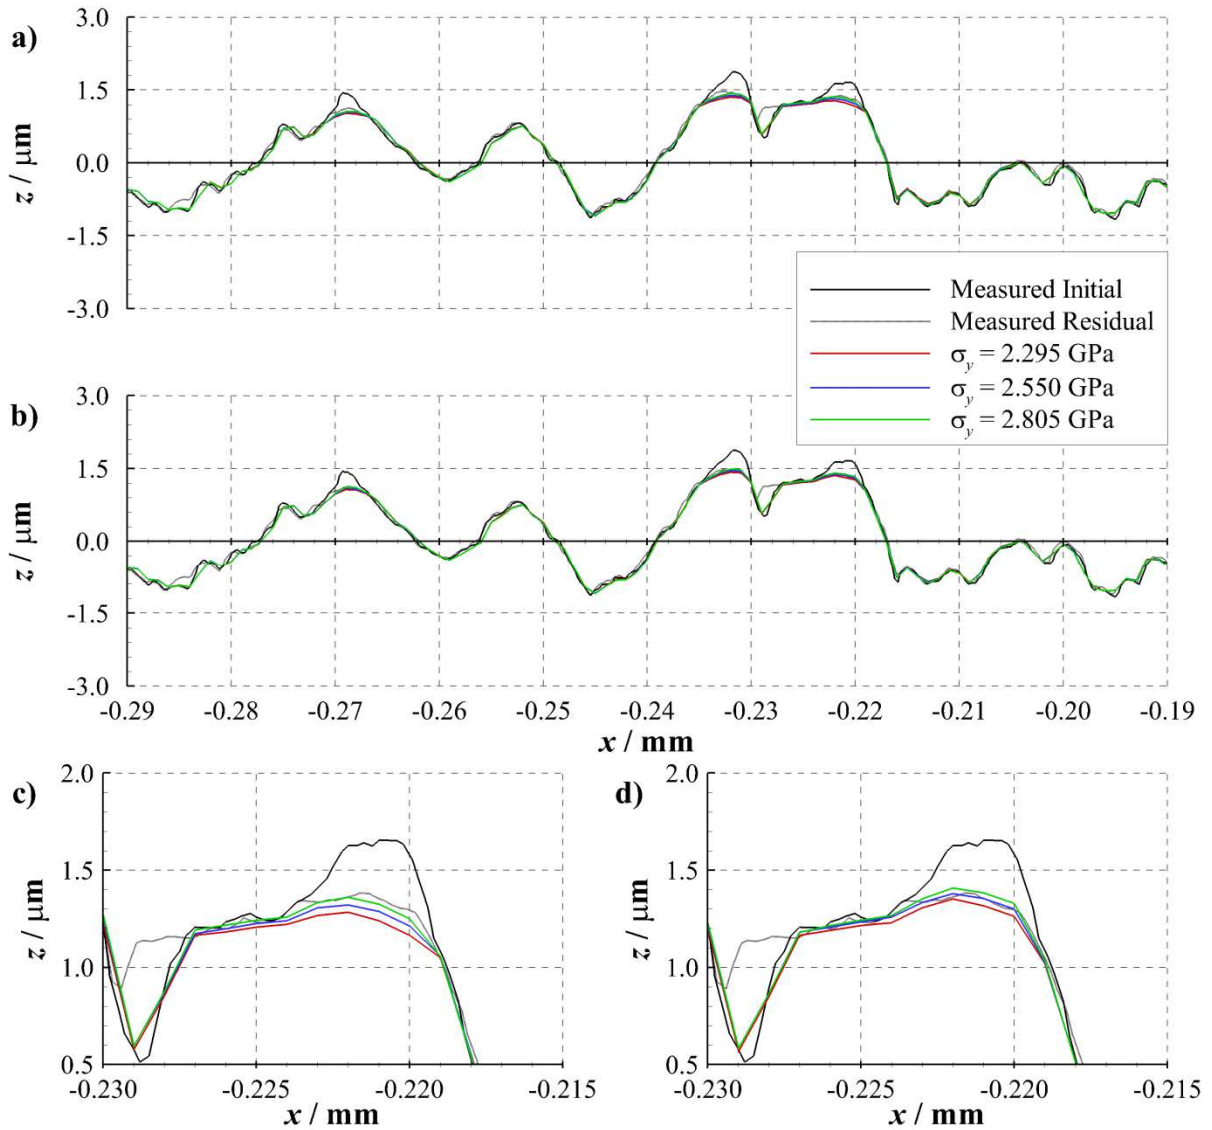 a)
3.0
1.5
0.0
-1.5
-3.0
z / μm
Measured Initial
Measured Residual
σy = 2.295 GPa
σy = 2.550 GPa
σy = 2.805 GPa
b)
3.0
1.5
0.0
-1.5
-3.0
z / μm
-0.29 -0.28 -0.27 -0.26 -0.25 -0.24 -0.23 -0.22 -0.21 -0.20 -0.19
x / mm
c)
2.0
1.5
1.0
0.5
z / μm
-0.230 -0.225 -0.220 -0.215
x / mm
d)
2.0
1.5
1.0
0.5
z / μm
-0.230 -0.225 -0.220 -0.215
x / mm